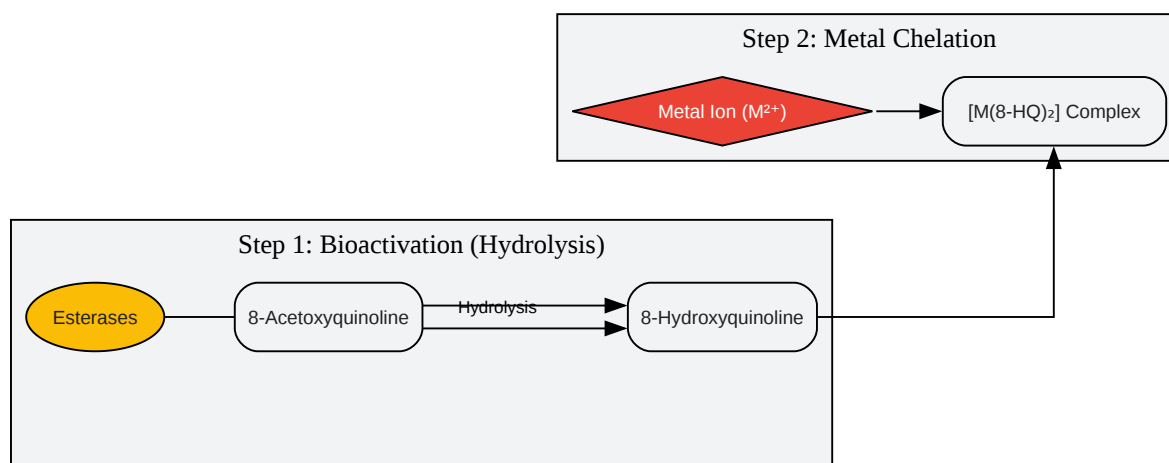 Step 2: Metal Chelation
Metal Ion (M²⁺)
[M(8-HQ)₂] Complex
Step 1: Bioactivation (Hydrolysis)
Esterases
8-Acetoxyquinoline
Hydrolysis
8-Hydroxyquinoline